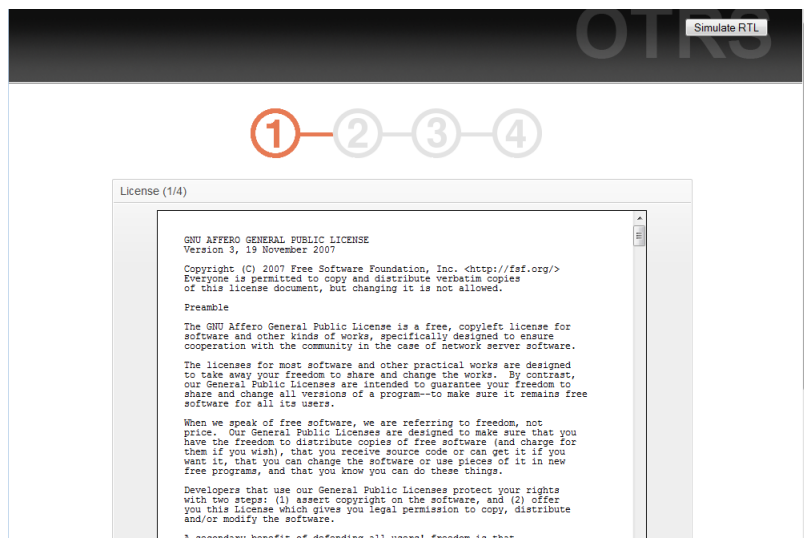 OTRS
Simulate RTL
1 2 3 4
License (1/4)
GNU AFFERO GENERAL PUBLIC LICENSE
Version 3, 19 November 2007
Copyright (C) 2007 Free Software Foundation, Inc. <http://fsf.org/>
Everyone is permitted to copy and distribute verbatim copies
of this license document, but changing it is not allowed.
Preamble
The GNU Affero General Public License is a free, copyleft license for
software and other kinds of works, specifically designed to ensure
cooperation with the community in the case of network server software.
The licenses for most software and other practical works are designed
to take away your freedom to share and change the works.  By contrast,
our General Public Licenses are intended to guarantee your freedom to
share and change all versions of a program--to make sure it remains free
software for all its users.
When we speak of free software, we are referring to freedom, not
price.  Our General Public Licenses are designed to make sure that you
have the freedom to distribute copies of free software (and charge for
them if you wish), that you receive source code or can get it if you
want it, that you can change the software or use pieces of it in new
free programs, and that you know you can do these things.
Developers that use our General Public Licenses protect your rights
with two steps: (1) assert copyright on the software, and (2) offer
you this License which gives you legal permission to copy, distribute
and/or modify the software.
A secondary benefit of defending all users' freedom is that